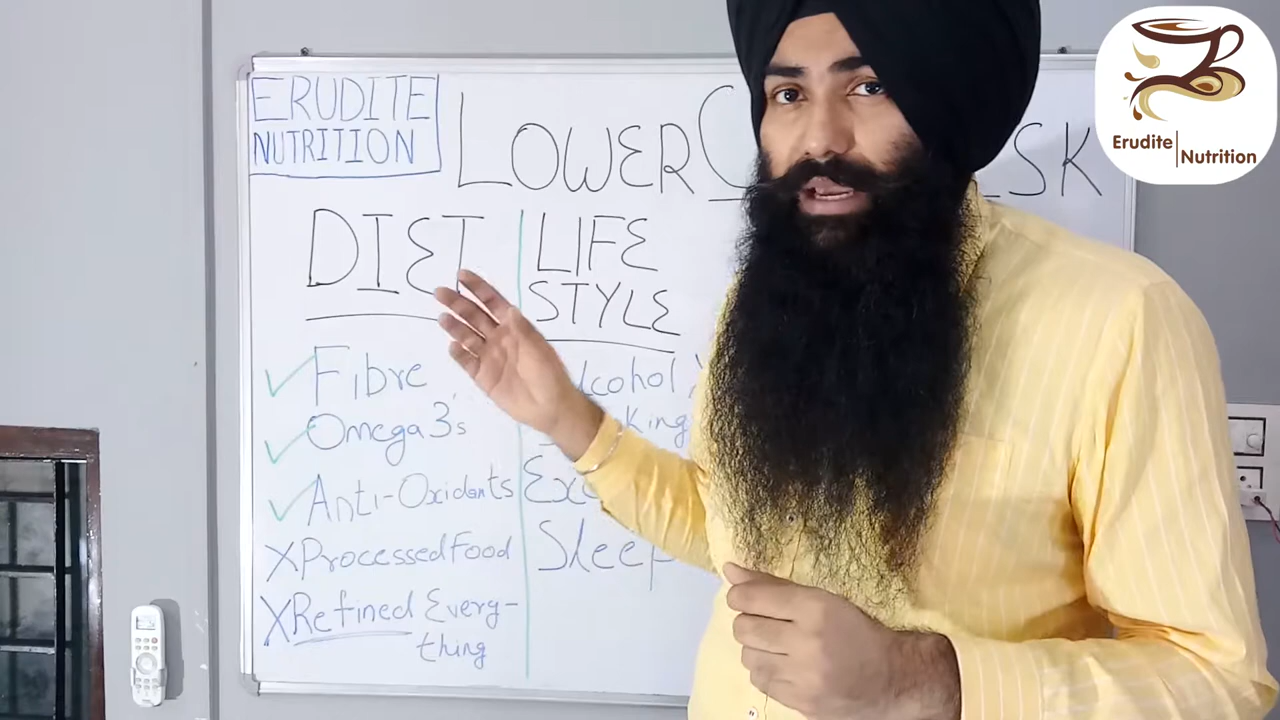 ERUDITE
NUTRITION
LOWER
DIET
LIFE
STYLE
✓ Fibre
✓ Omega 3's
✓ Anti-Oxidants
X Processed Food
X Refined Every-
thing
Sleep
Erudite | Nutrition